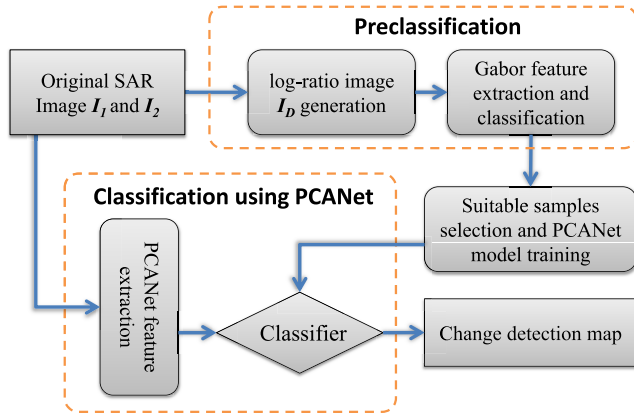 Preclassification
Original SAR
Image I1 and I2
log-ratio image
ID generation
Gabor feature
extraction and
classification
Classification using PCANet
Suitable samples
selection and PCANet
model training
PCANet feature
extraction
Classifier
Change detection map